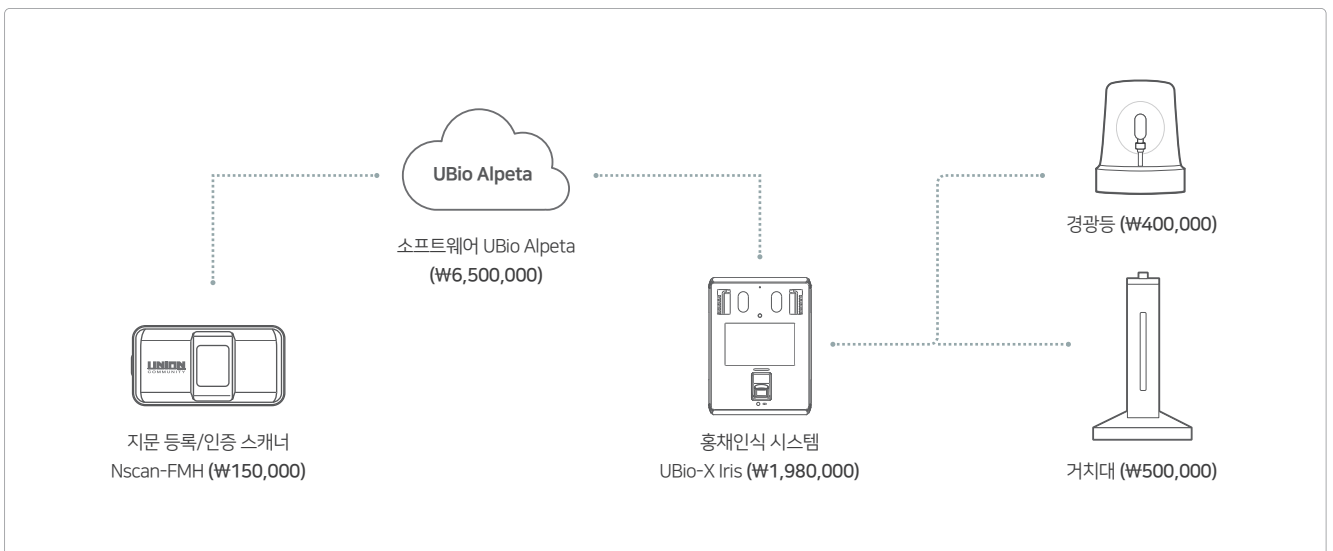 UBio Alpeta
소프트웨어 UBio Alpeta
(₩6,500,000)
경광등 (₩400,000)
UNION
COMMUNITY
지문 등록/인증 스캐너
Nscan-FMH (₩150,000)
홍채인식 시스템
UBio-X Iris (₩1,980,000)
거치대 (₩500,000)